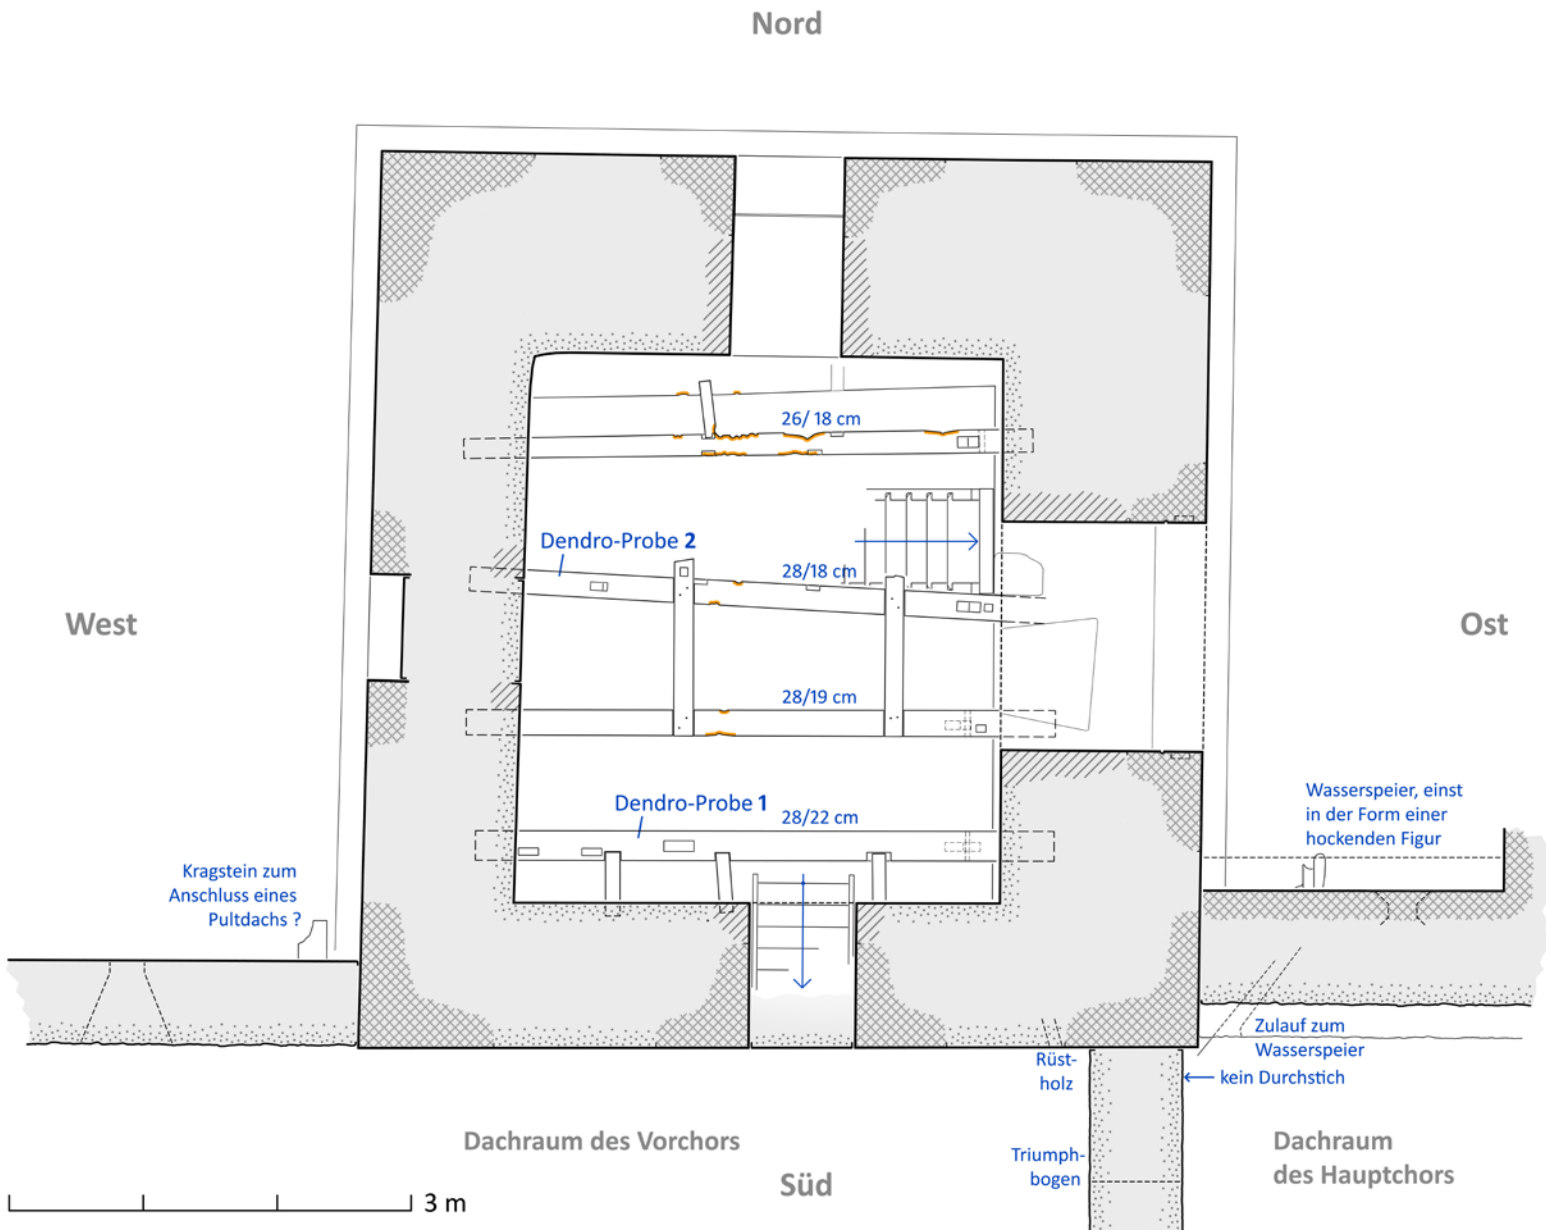 Nord
26/ 18 cm
Dendro-Probe 2
28/18 cm
West
Ost
28/19 cm
Dendro-Probe 1
28/22 cm
Wasserspeier, einst
in der Form einer
hockenden Figur
Kragstein zum
Anschluss eines
Pultdachs ?
Zulauf zum
Wasserspeier
Rüst-
holz
kein Durchstich
Dachraum des Vorchors
Triumph-
bogen
Dachraum
des Hauptchors
Süd
3 m